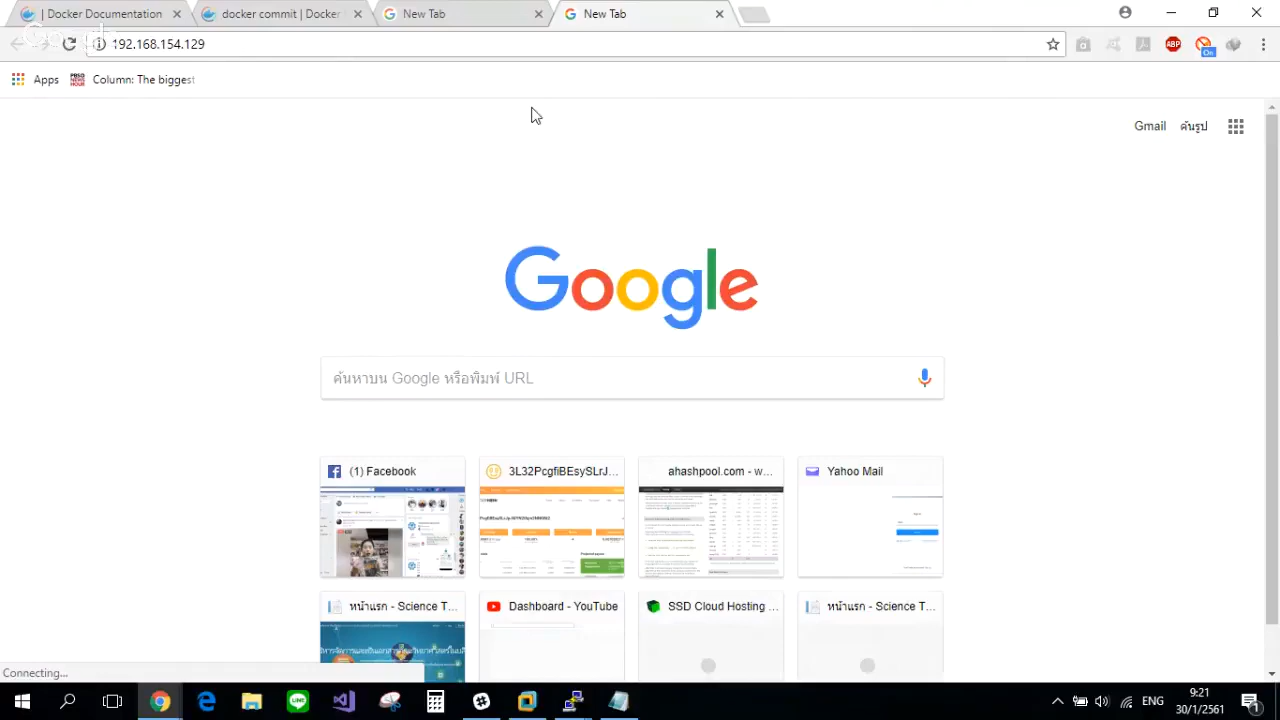 | Docker Documentation
docker commit | Docker
New Tab
New Tab
192.168.154.129
Apps
Column: The biggest
Gmail
ค้นรูป
Google
ค้นหาบน Google หรือพิมพ์ URL
(1) Facebook
3L32PcgfiBEsySLrJ...
ahashpool.com - w...
Yahoo Mail
หน้าแรก - Science T...
Dashboard - YouTube
SSD Cloud Hosting ...
หน้าแรก - Science T...
Connecting...
ENG
9:21
30/1/2561